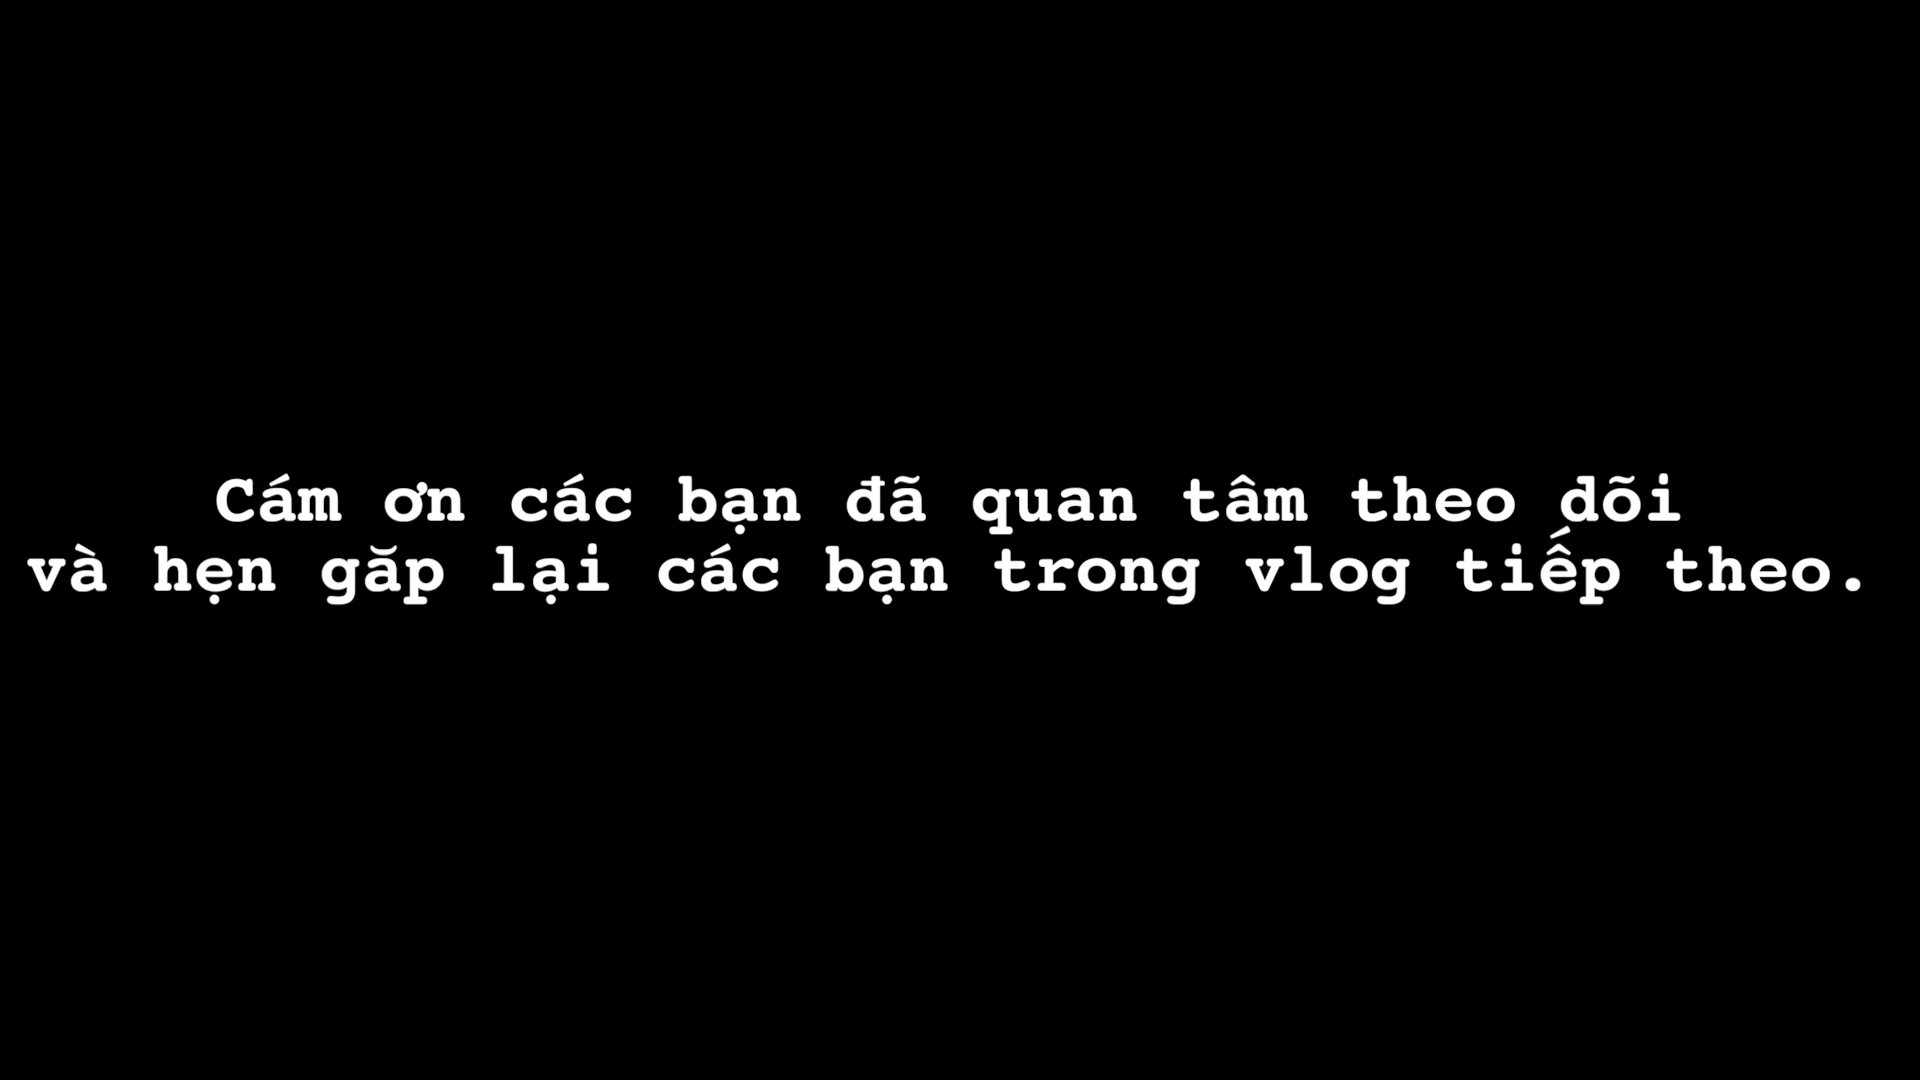 Cám ơn các bạn đã quan tâm theo dõi
và hẹn găp lại các bạn trong vlog tiếp theo.